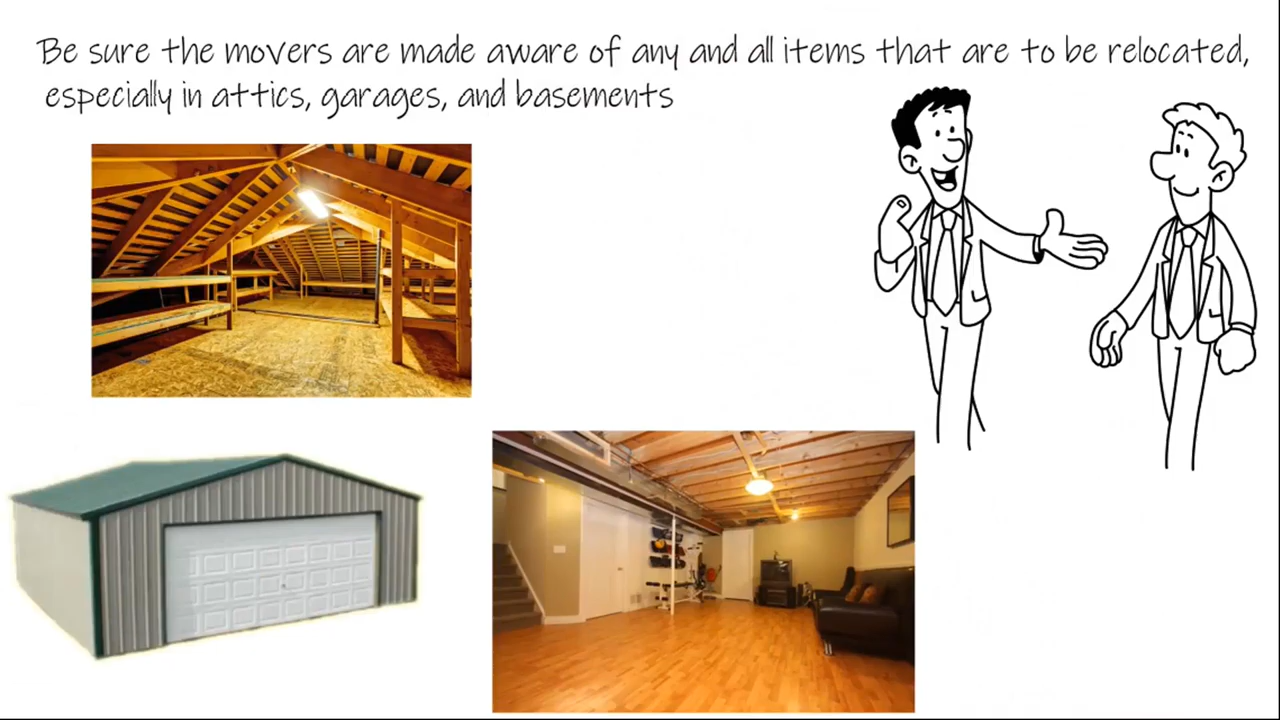 Be sure the movers are made aware of any and all items that are to be relocated,
especially in attics, garages, and basements